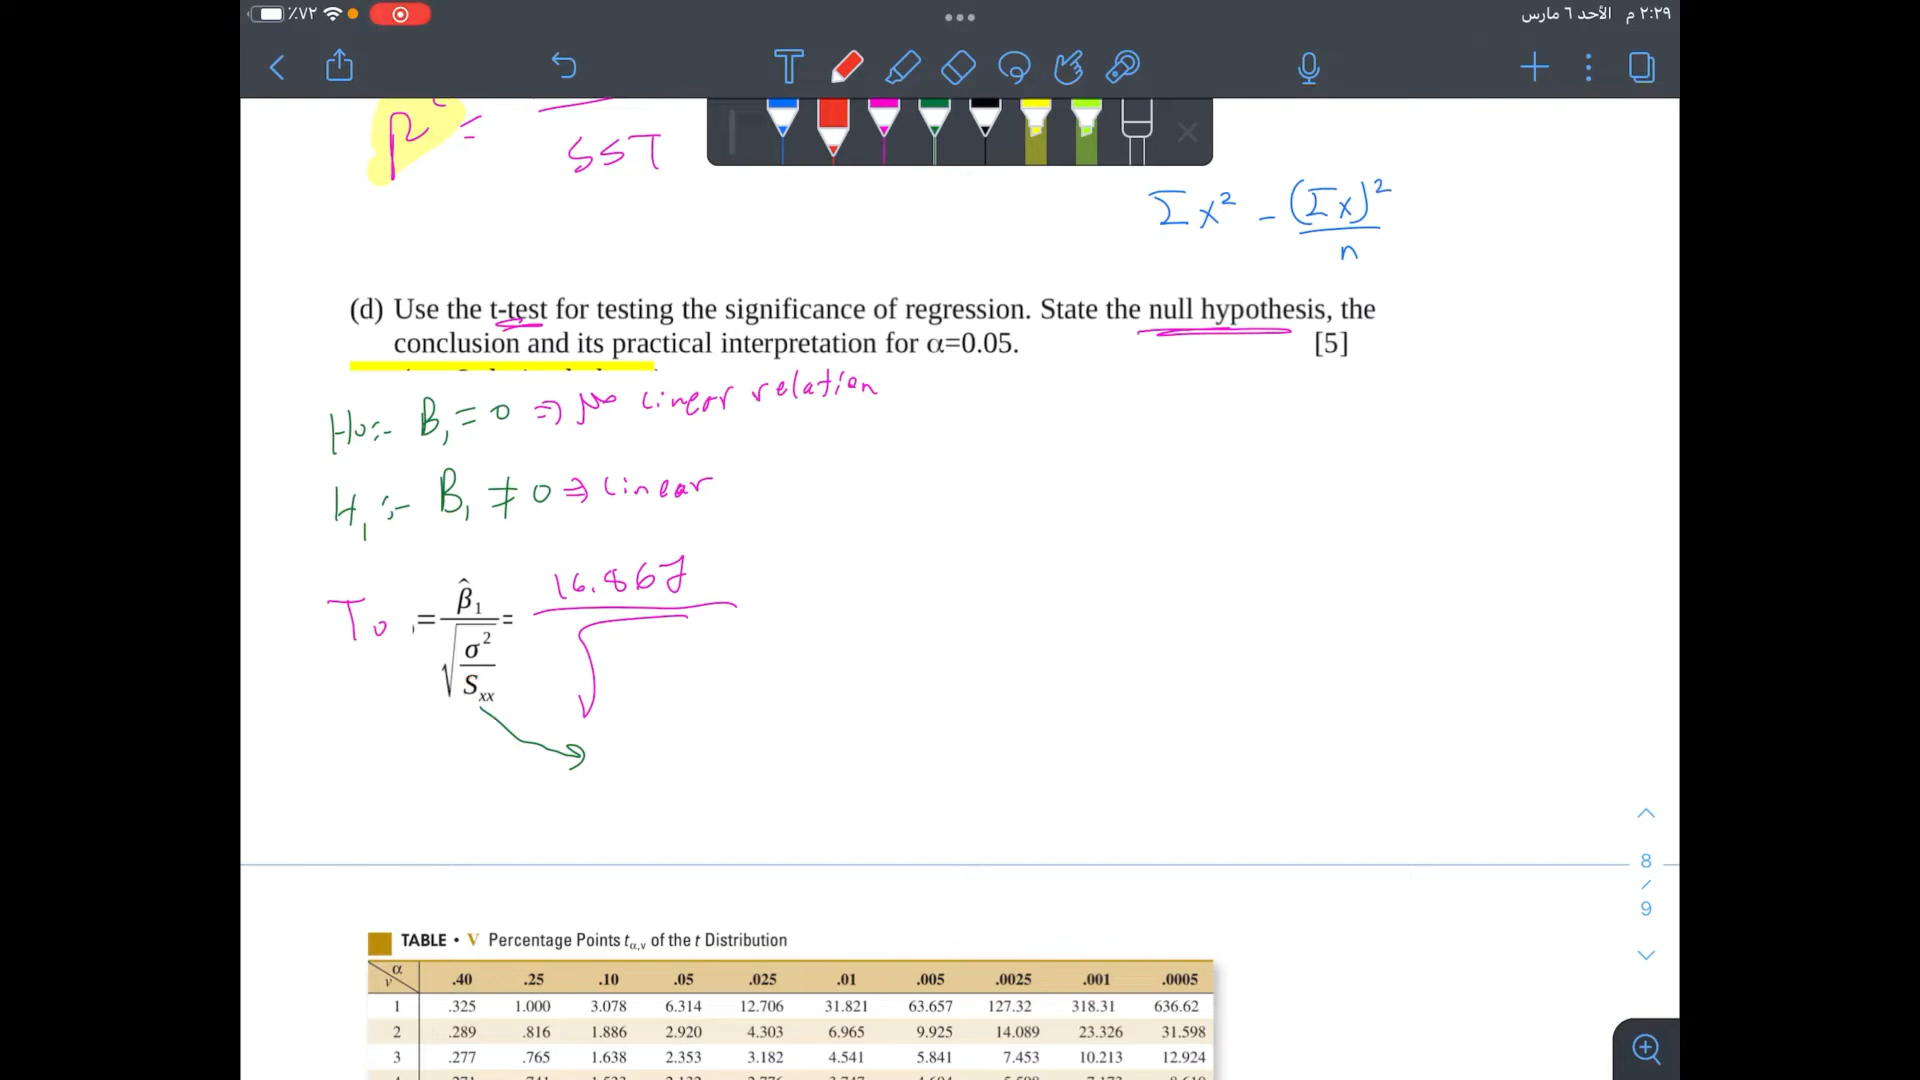 ٪٧٢
٢:٢٩ م الأحد ٦ مارس
R² =
SST
Σx² - (Σx)²
n
(d) Use the t-test for testing the significance of regression. State the null hypothesis, the
conclusion and its practical interpretation for α=0.05. [5]
H0:- B₁ = 0 ⇒ No linear relation
H₁:- B₁ ≠ 0 ⇒ linear
T0 = β̂₁ / √(σ² / Sxx) = 16.867 / √
8
/
9
TABLE • V Percentage Points tα,ν of the t Distribution
α
ν .40 .25 .10 .05 .025 .01 .005 .0025 .001 .0005
1 .325 1.000 3.078 6.314 12.706 31.821 63.657 127.32 318.31 636.62
2 .289 .816 1.886 2.920 4.303 6.965 9.925 14.089 23.326 31.598
3 .277 .765 1.638 2.353 3.182 4.541 5.841 7.453 10.213 12.924